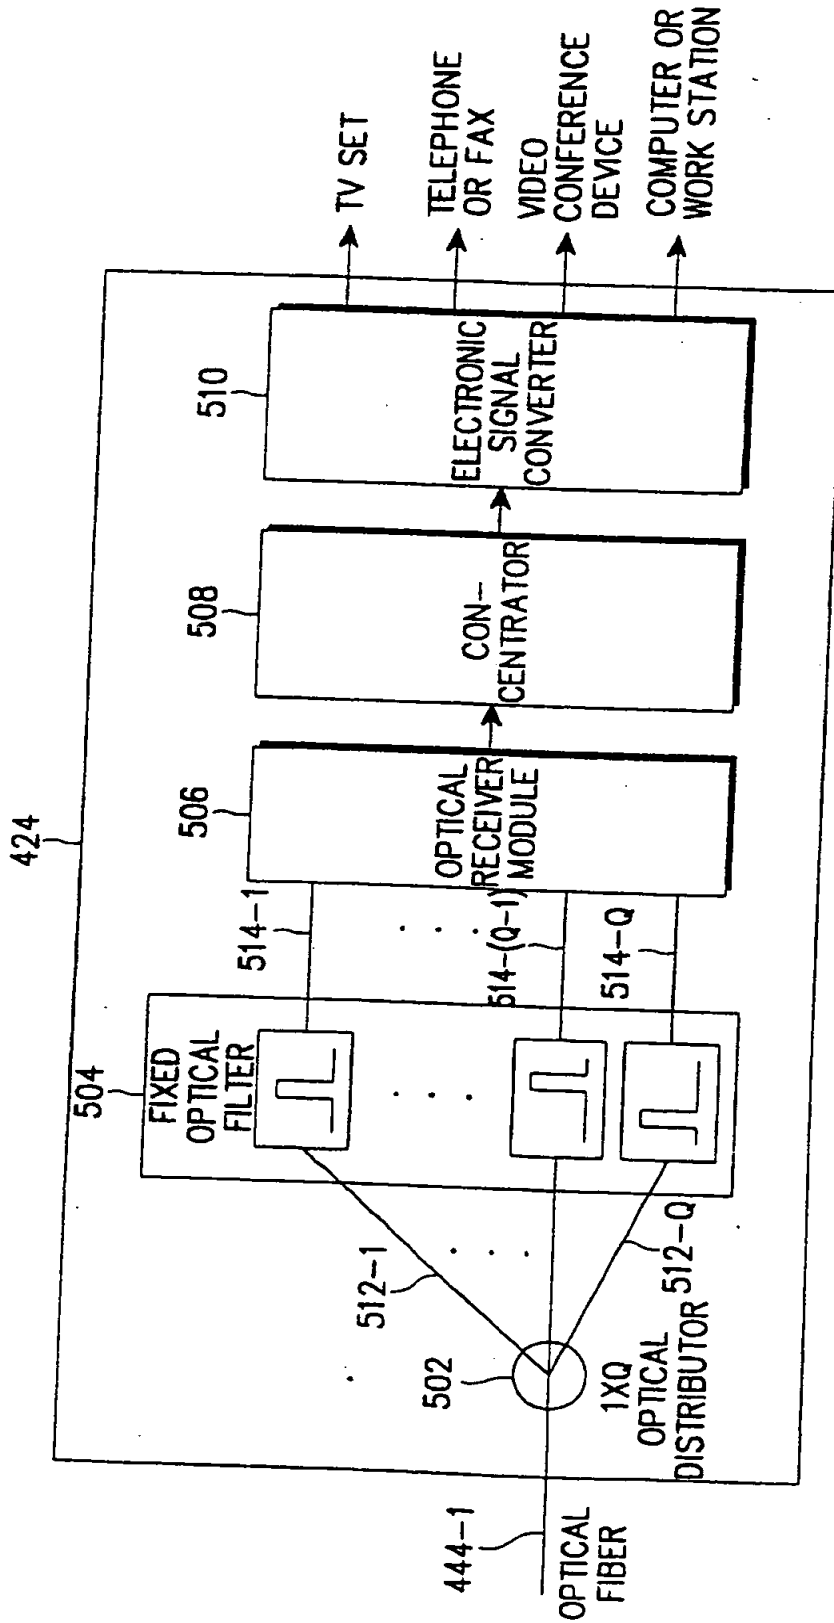 424
444-1
OPTICAL
FIBER
502
1XQ
OPTICAL
DISTRIBUTOR
512-1
512-Q
504
FIXED
OPTICAL
FILTER
514-1
514-(Q-1)
514-Q
506
OPTICAL
RECEIVER
MODULE
508
CON-
CENTRATOR
510
ELECTRONIC
SIGNAL
CONVERTER
TV SET
TELEPHONE
OR FAX
VIDEO
CONFERENCE
DEVICE
COMPUTER OR
WORK STATION